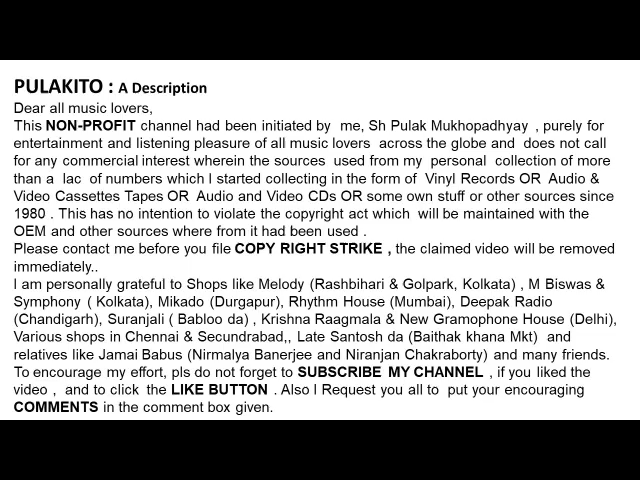 PULAKITO : A Description
Dear all music lovers,
This NON-PROFIT channel had been initiated by me, Sh Pulak Mukhopadhyay , purely for
entertainment and listening pleasure of all music lovers across the globe and does not call
for any commercial interest wherein the sources used from my personal collection of more
than a lac of numbers which I started collecting in the form of Vinyl Records OR Audio &
Video Cassettes Tapes OR Audio and Video CDs OR some own stuff or other sources since
1980 . This has no intention to violate the copyright act which will be maintained with the
OEM and other sources where from it had been used .
Please contact me before you file COPY RIGHT STRIKE , the claimed video will be removed
immediately..
I am personally grateful to Shops like Melody (Rashbihari & Golpark, Kolkata) , M Biswas &
Symphony ( Kolkata), Mikado (Durgapur), Rhythm House (Mumbai), Deepak Radio
(Chandigarh), Suranjali ( Babloo da) , Krishna Raagmala & New Gramophone House (Delhi),
Various shops in Chennai & Secundrabad,, Late Santosh da (Baithak khana Mkt) and
relatives like Jamai Babus (Nirmalya Banerjee and Niranjan Chakraborty) and many friends.
To encourage my effort, pls do not forget to SUBSCRIBE MY CHANNEL , if you liked the
video , and to click the LIKE BUTTON . Also I Request you all to put your encouraging
COMMENTS in the comment box given.